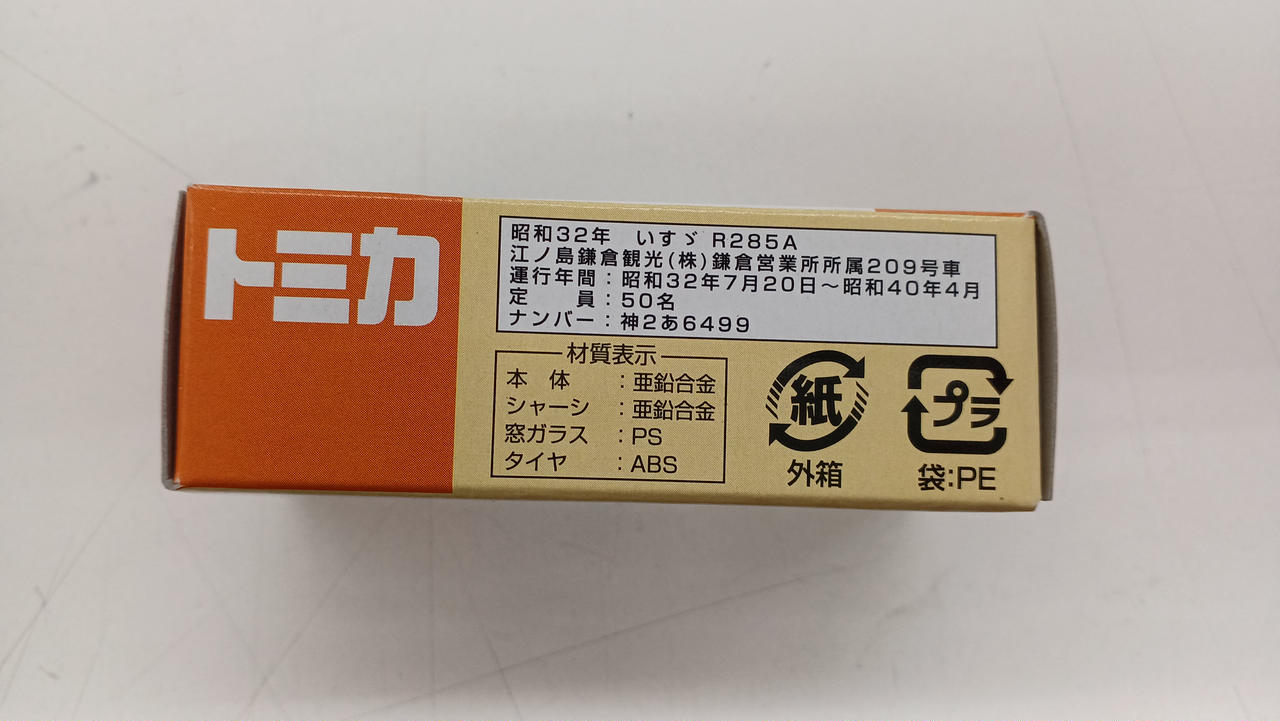 トミカ
昭和32年　いすゞ R285A
江ノ島鎌倉観光(株)鎌倉営業所所属209号車
運行年間：昭和32年7月20日～昭和40年4月
定　　員：50名
ナンバー：神2あ6499
材質表示
本　体　：亜鉛合金
シャーシ　：亜鉛合金
窓ガラス　：PS
タイヤ　：ABS
紙
外箱
プラ
袋:PE